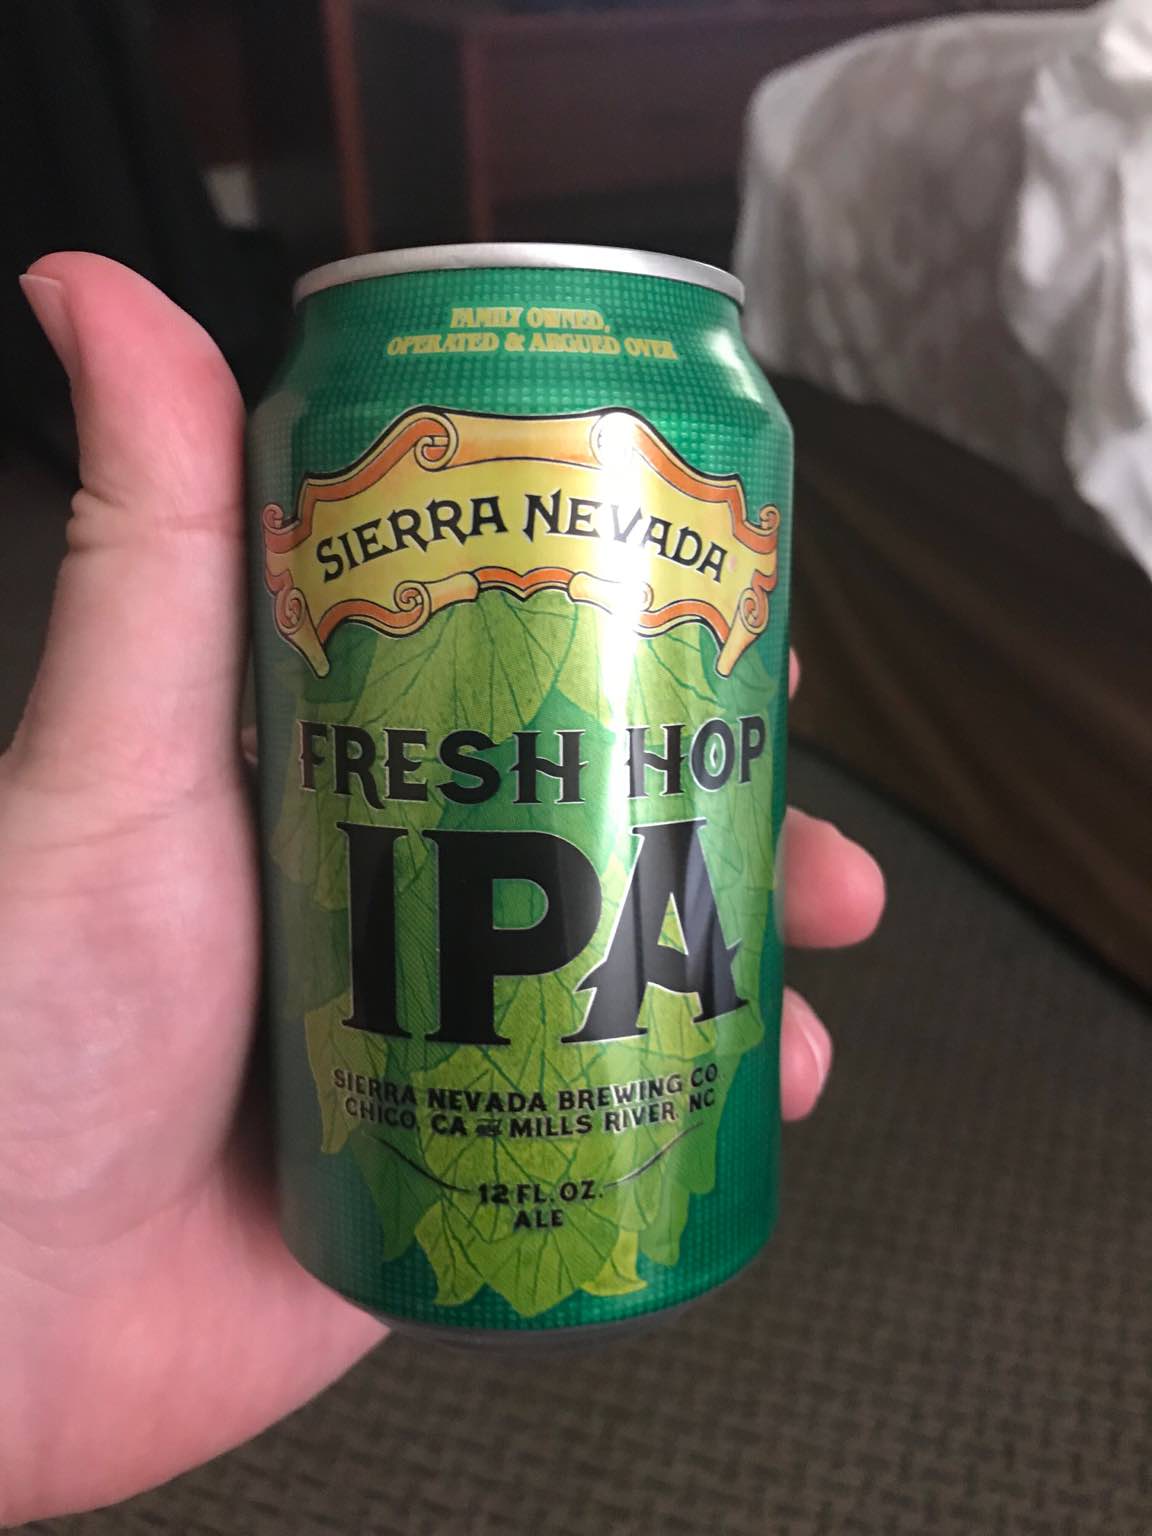 FAMILY OWNED,
OPERATED & ARGUED OVER
SIERRA NEVADA
FRESH HOP
IPA
SIERRA NEVADA BREWING CO.
CHICO, CA and MILLS RIVER, NC
12 FL. OZ.
ALE